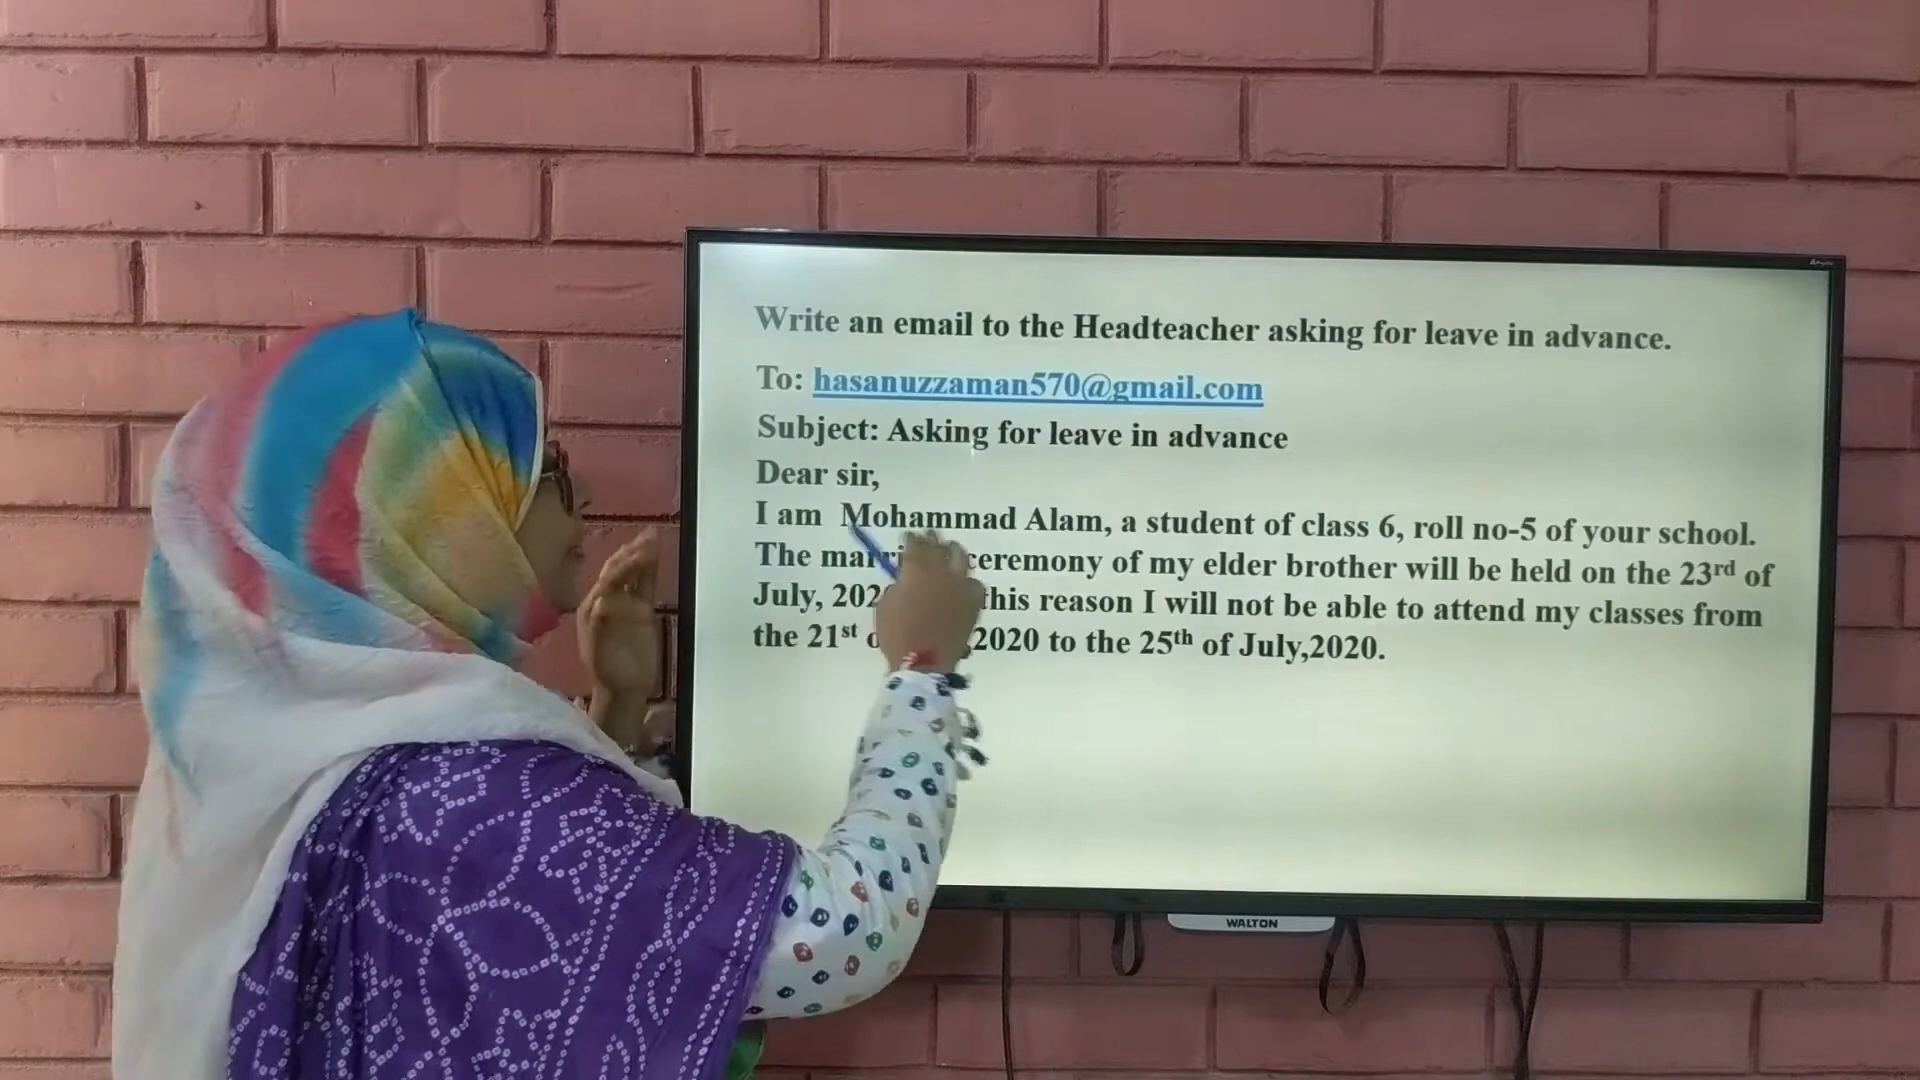 Write an email to the Headteacher asking for leave in advance.
To: hasanuzzaman570@gmail.com
Subject: Asking for leave in advance
Dear sir,
I am Mohammad Alam, a student of class 6, roll no-5 of your school.
The ceremony of my elder brother will be held on the 23rd of
July, this reason I will not be able to attend my classes from
the 21st 2020 to the 25th of July,2020.
WALTON